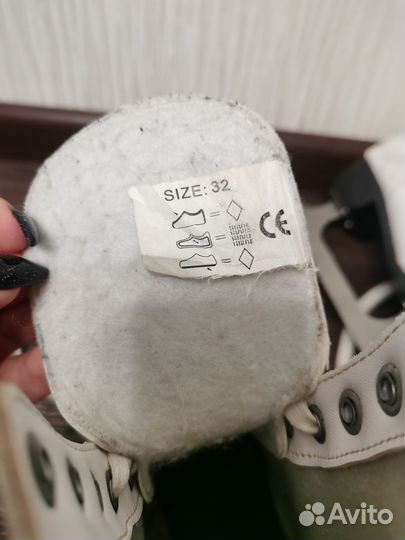 SIZE: 32
=
=
=
CE
Avito